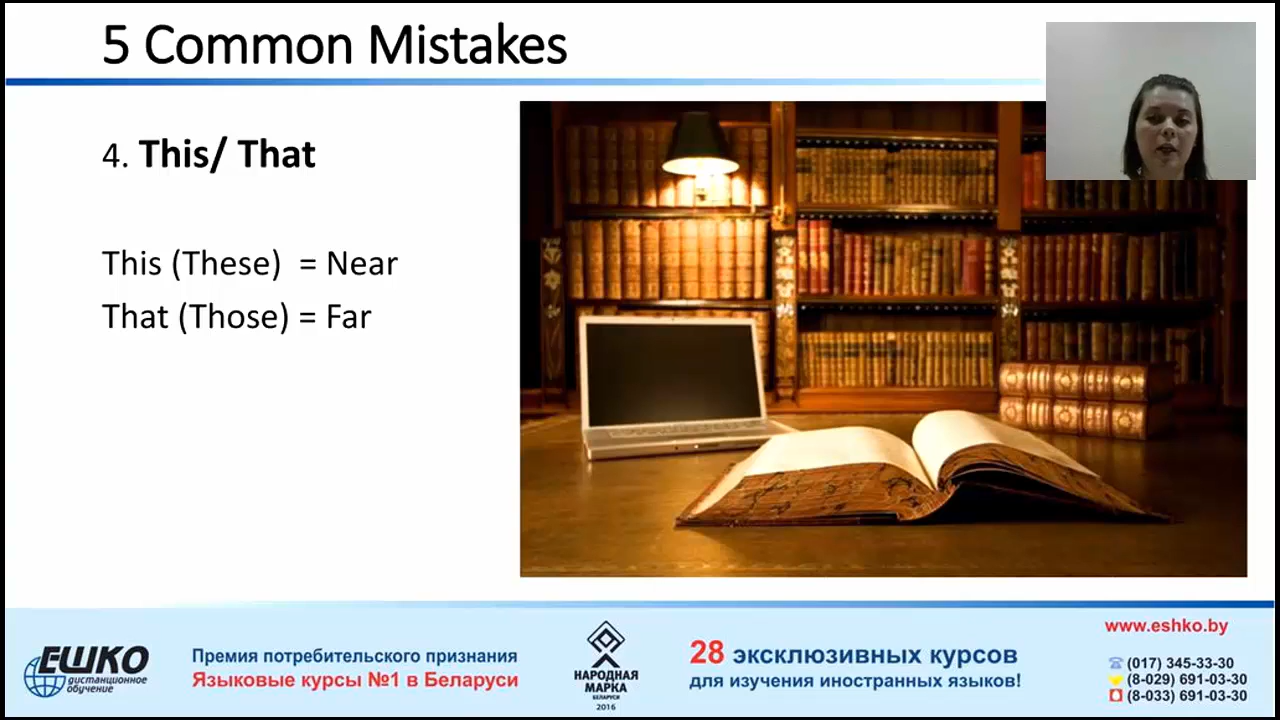 5 Common Mistakes
4. This/ That
This (These) = Near
That (Those) = Far
ЕШКО
дистанционное
обучение
Премия потребительского признания
Языковые курсы №1 в Беларуси
НАРОДНАЯ
МАРКА
БЕЛАРУСИ
2016
28 эксклюзивных курсов
для изучения иностранных языков!
www.eshko.by
(017) 345-33-30
(8-029) 691-03-30
(8-033) 691-03-30